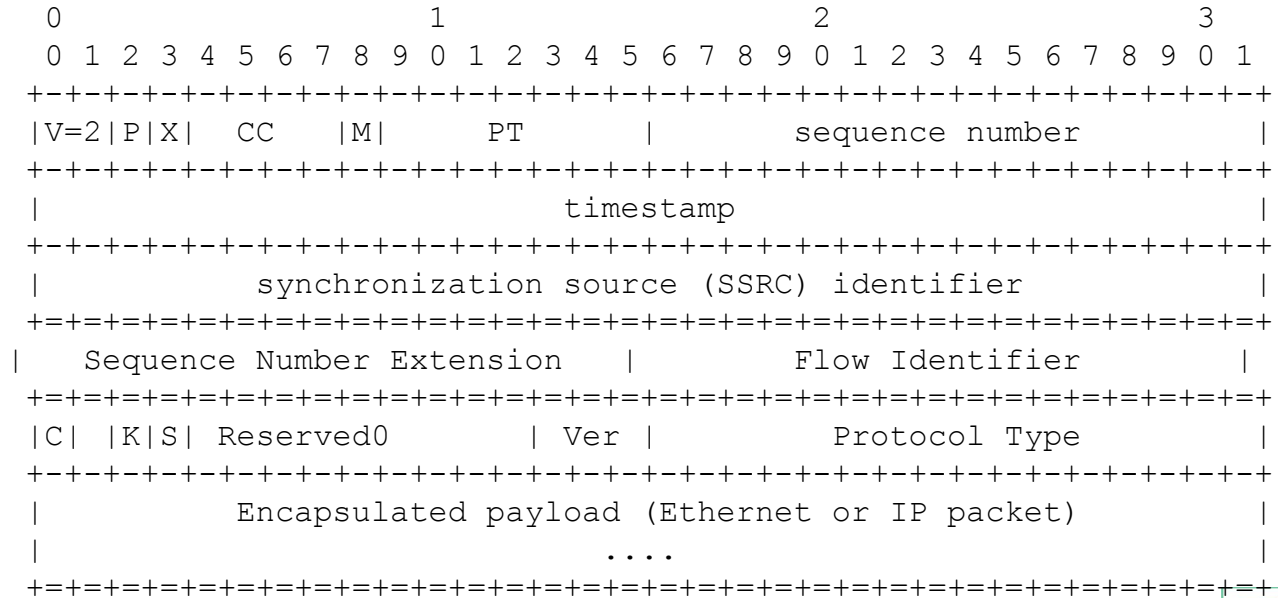 0                   1                   2                   3
 0 1 2 3 4 5 6 7 8 9 0 1 2 3 4 5 6 7 8 9 0 1 2 3 4 5 6 7 8 9 0 1
+-+-+-+-+-+-+-+-+-+-+-+-+-+-+-+-+-+-+-+-+-+-+-+-+-+-+-+-+-+-+-+-+
|V=2|P|X|  CC   |M|     PT        |       sequence number         |
+-+-+-+-+-+-+-+-+-+-+-+-+-+-+-+-+-+-+-+-+-+-+-+-+-+-+-+-+-+-+-+-+
|                           timestamp                           |
+-+-+-+-+-+-+-+-+-+-+-+-+-+-+-+-+-+-+-+-+-+-+-+-+-+-+-+-+-+-+-+-+
|           synchronization source (SSRC) identifier            |
+=+=+=+=+=+=+=+=+=+=+=+=+=+=+=+=+=+=+=+=+=+=+=+=+=+=+=+=+=+=+=+=+
|   Sequence Number Extension   |        Flow Identifier        |
+=+=+=+=+=+=+=+=+=+=+=+=+=+=+=+=+=+=+=+=+=+=+=+=+=+=+=+=+=+=+=+=+
|C| |K|S| Reserved0       | Ver |         Protocol Type         |
+-+-+-+-+-+-+-+-+-+-+-+-+-+-+-+-+-+-+-+-+-+-+-+-+-+-+-+-+-+-+-+-+
|          Encapsulated payload (Ethernet or IP packet)         |
|                             ....                              |
+=+=+=+=+=+=+=+=+=+=+=+=+=+=+=+=+=+=+=+=+=+=+=+=+=+=+=+=+=+=+=+=+